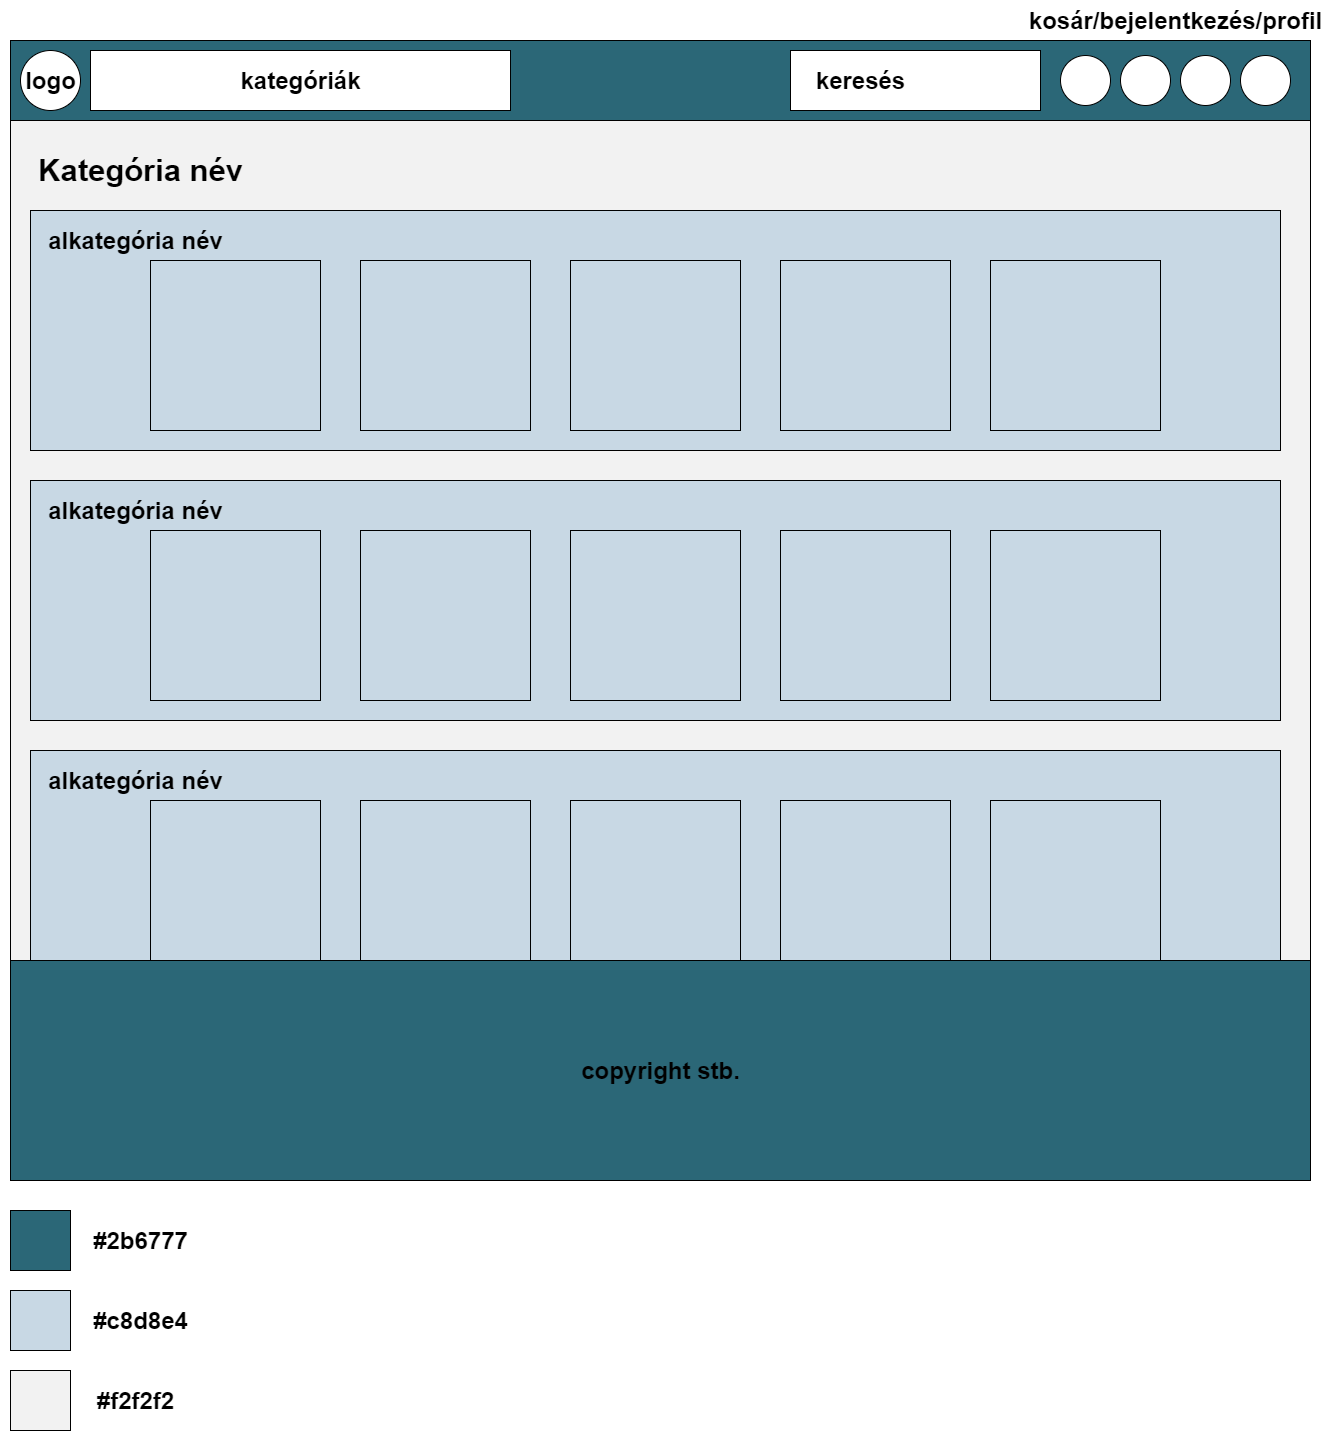 kosár/bejelentkezés/profil
logo
kategóriák
keresés
Kategória név
alkategória név
alkategória név
alkategória név
copyright stb.
#2b6777
#c8d8e4
#f2f2f2